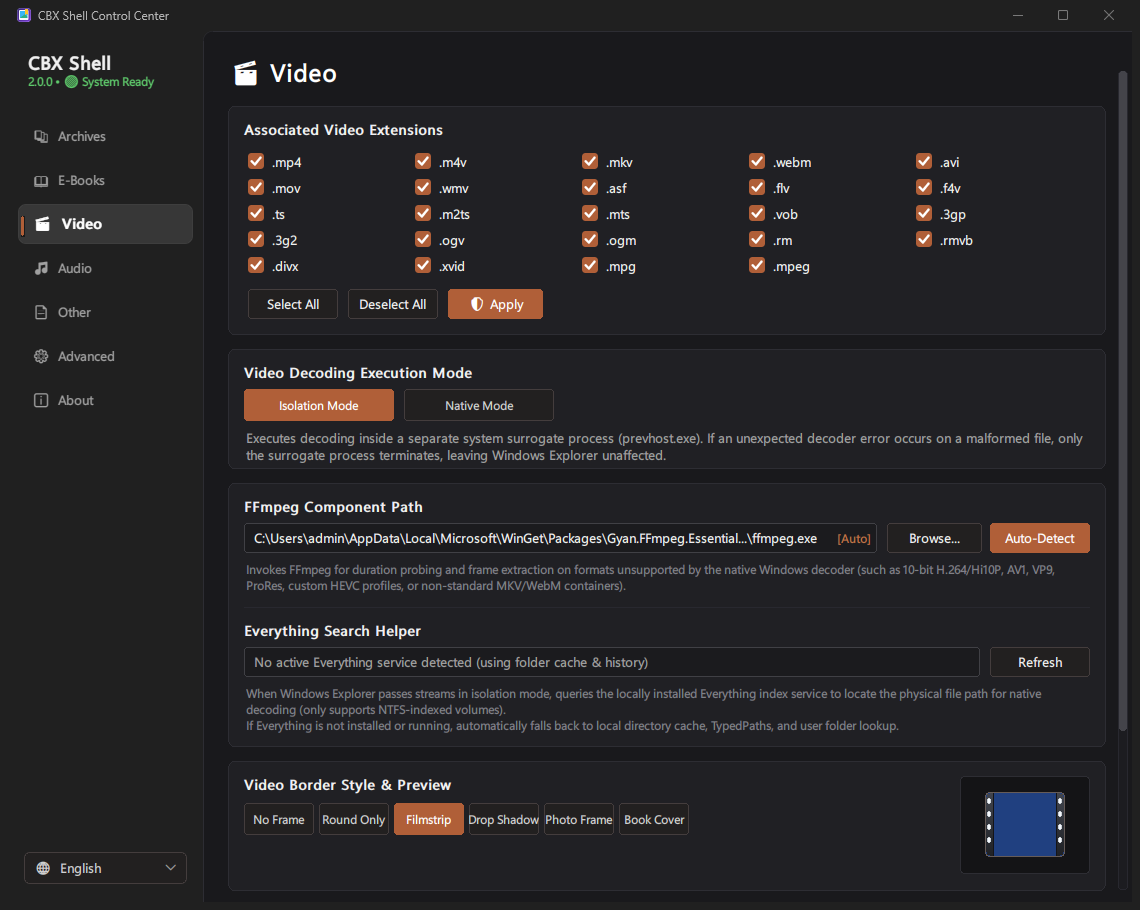 CBX Shell Control Center
CBX Shell
2.0.0 • System Ready
Archives
E-Books
Video
Audio
Other
Advanced
About
English
Video
Associated Video Extensions
.mp4 .m4v .mkv .webm .avi
.mov .wmv .asf .flv .f4v
.ts .m2ts .mts .vob .3gp
.3g2 .ogv .ogm .rm .rmvb
.divx .xvid .mpg .mpeg
Select All Deselect All Apply
Video Decoding Execution Mode
Isolation Mode Native Mode
Executes decoding inside a separate system surrogate process (prevhost.exe). If an unexpected decoder error occurs on a malformed file, only
the surrogate process terminates, leaving Windows Explorer unaffected.
FFmpeg Component Path
C:\Users\admin\AppData\Local\Microsoft\WinGet\Packages\Gyan.FFmpeg.Essential...\ffmpeg.exe [Auto] Browse... Auto-Detect
Invokes FFmpeg for duration probing and frame extraction on formats unsupported by the native Windows decoder (such as 10-bit H.264/Hi10P, AV1, VP9,
ProRes, custom HEVC profiles, or non-standard MKV/WebM containers).
Everything Search Helper
No active Everything service detected (using folder cache & history) Refresh
When Windows Explorer passes streams in isolation mode, queries the locally installed Everything index service to locate the physical file path for native
decoding (only supports NTFS-indexed volumes).
If Everything is not installed or running, automatically falls back to local directory cache, TypedPaths, and user folder lookup.
Video Border Style & Preview
No Frame Round Only Filmstrip Drop Shadow Photo Frame Book Cover